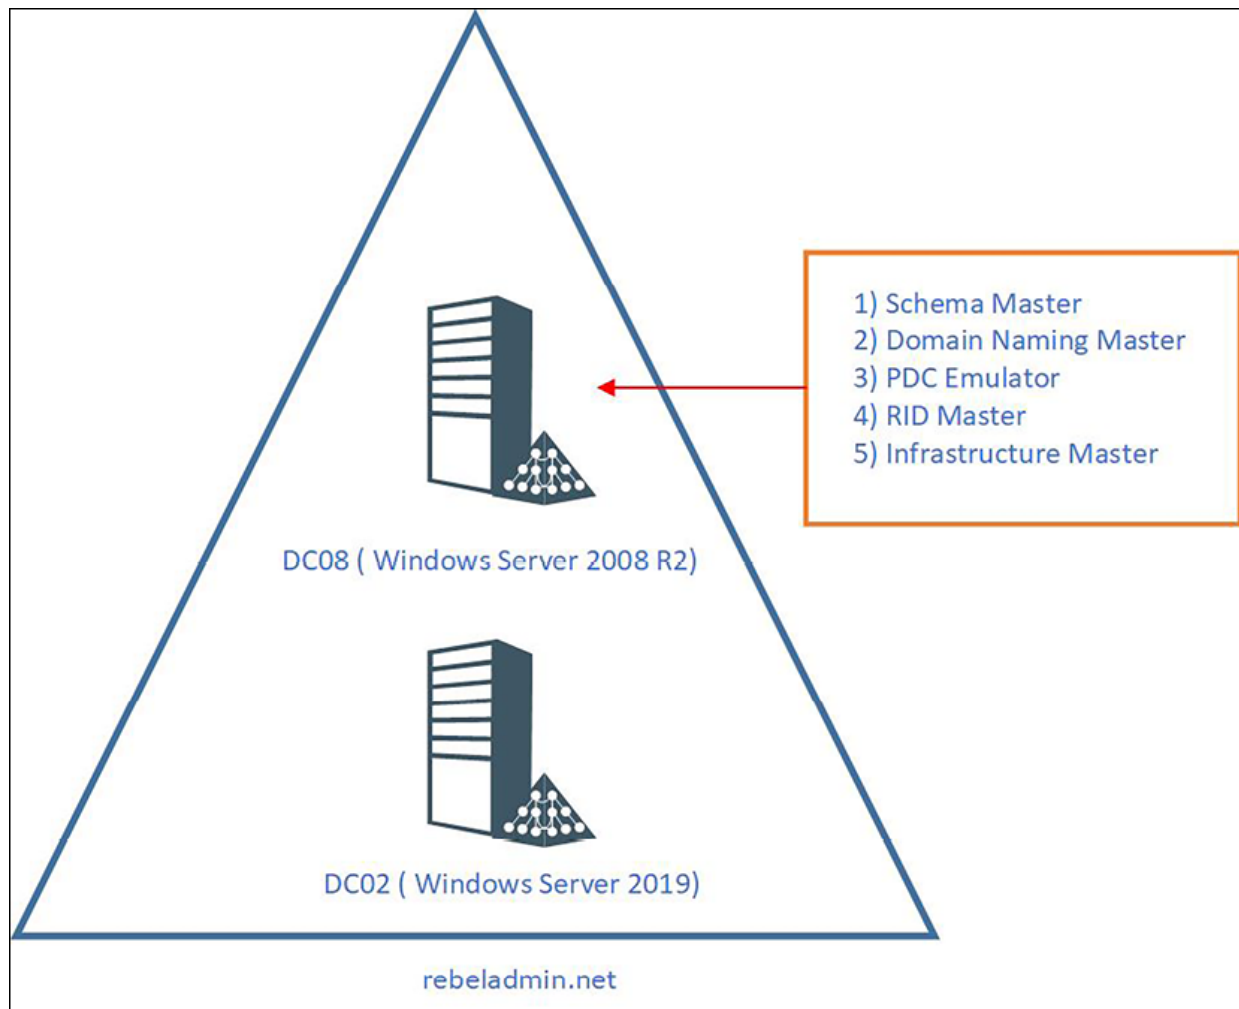 1) Schema Master
2) Domain Naming Master
3) PDC Emulator
4) RID Master
5) Infrastructure Master
DC08 ( Windows Server 2008 R2)
DC02 ( Windows Server 2019)
rebeladmin.net